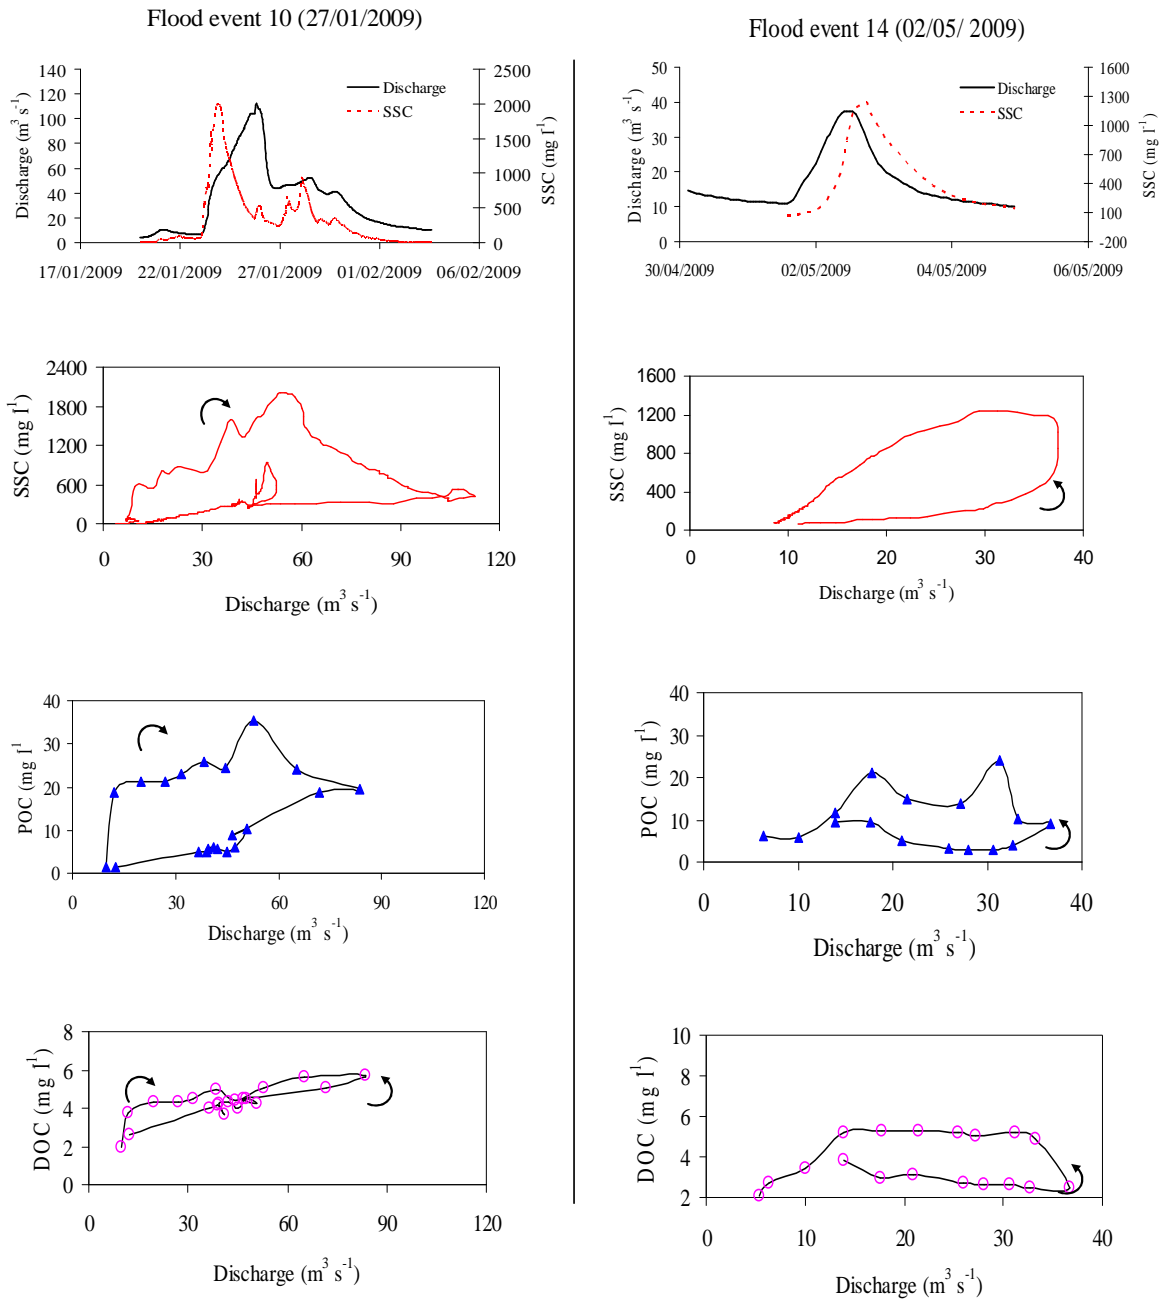 Flood event 10 (27/01/2009)
140
120
100
80
60
40
20
0
Discharge (m³ s⁻¹)
2500
2000
1500
1000
500
0
SSC (mg l⁻¹)
Discharge
SSC
17/01/2009 22/01/2009 27/01/2009 01/02/2009 06/02/2009
2400
1800
1200
600
0
SSC (mg l¹)
0 30 60 90 120
Discharge (m³ s⁻¹)
40
30
20
10
0
POC (mg l¹)
0 30 60 90 120
Discharge (m³ s⁻¹)
8
6
4
2
0
DOC (mg l¹)
0 30 60 90 120
Discharge (m³ s⁻¹)
Flood event 14 (02/05/ 2009)
50
40
30
20
10
0
Discharge (m³ s⁻¹)
1600
1300
1000
700
400
100
-200
SSC (mg l⁻¹)
Discharge
SSC
30/04/2009 02/05/2009 04/05/2009 06/05/2009
1600
1200
800
400
0
SSC (mg l¹)
0 10 20 30 40
Discharge (m³ s⁻¹)
40
30
20
10
0
POC (mg l¹)
0 10 20 30 40
Discharge (m³ s⁻¹)
10
8
6
4
2
DOC (mg l¹)
0 10 20 30 40
Discharge (m³ s⁻¹)